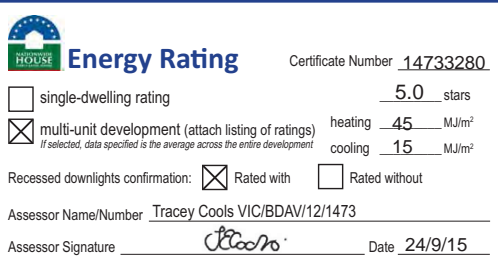 NATIONWIDE
HOUSE
Energy Rating
Certificate Number 14733280
single-dwelling rating
5.0 stars
multi-unit development (attach listing of ratings)
If selected, data specified is the average across the entire development
heating 45 MJ/m²
cooling 15 MJ/m²
Recessed downlights confirmation: Rated with Rated without
Assessor Name/Number Tracey Cools VIC/BDAV/12/1473
Assessor Signature Date 24/9/15